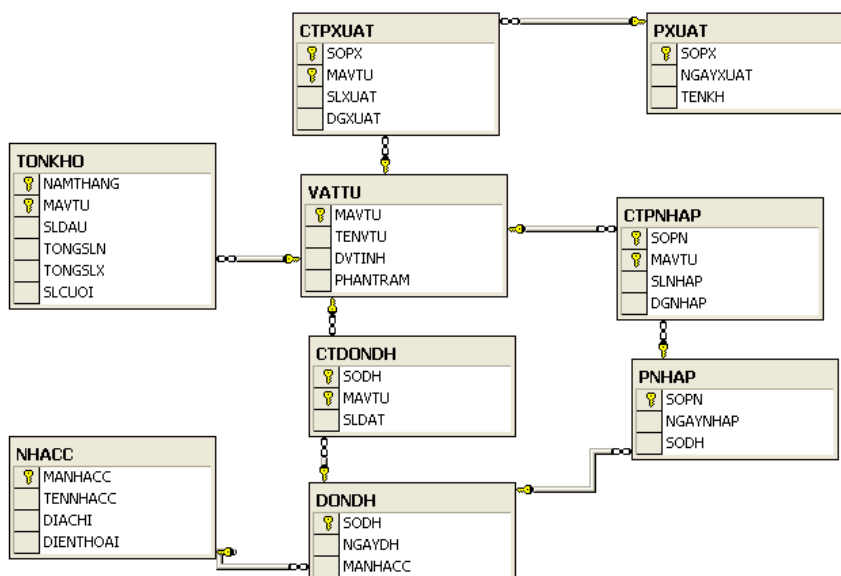 CTPXUAT
SOPX
MAVTU
SLXUAT
DGXUAT
PXUAT
SOPX
NGAYXUAT
TENKH
TONKHO
NAMTHANG
MAVTU
SLDAU
TONGSLN
TONGSLX
SLCUOI
VATTU
MAVTU
TENVTU
DVTINH
PHANTRAM
CTPNHAP
SOPN
MAVTU
SLNHAP
DGNHAP
CTDONDH
SODH
MAVTU
SLDAT
PNHAP
SOPN
NGAYNHAP
SODH
NHACC
MANHACC
TENNHACC
DIACHI
DIENTHOAI
DONDH
SODH
NGAYDH
MANHACC